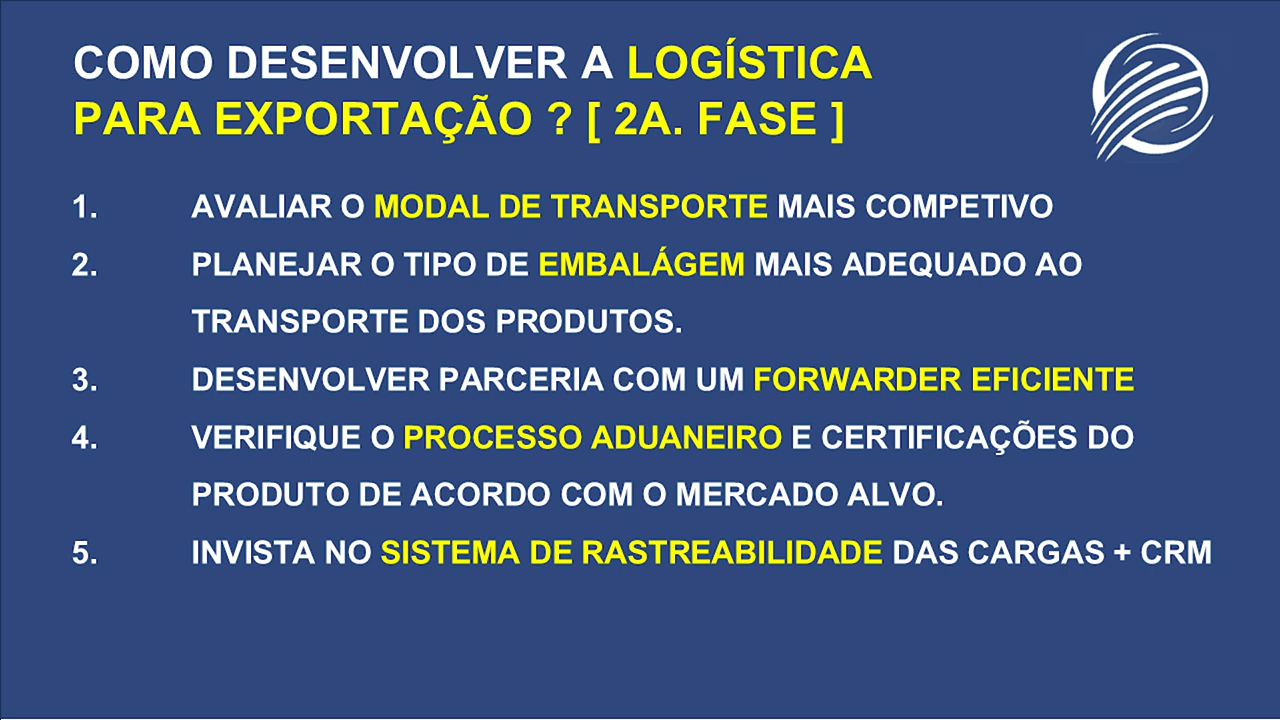 COMO DESENVOLVER A LOGÍSTICA
PARA EXPORTAÇÃO ? [ 2A. FASE ]
1. AVALIAR O MODAL DE TRANSPORTE MAIS COMPETIVO
2. PLANEJAR O TIPO DE EMBALÁGEM MAIS ADEQUADO AO
TRANSPORTE DOS PRODUTOS.
3. DESENVOLVER PARCERIA COM UM FORWARDER EFICIENTE
4. VERIFIQUE O PROCESSO ADUANEIRO E CERTIFICAÇÕES DO
PRODUTO DE ACORDO COM O MERCADO ALVO.
5. INVISTA NO SISTEMA DE RASTREABILIDADE DAS CARGAS + CRM